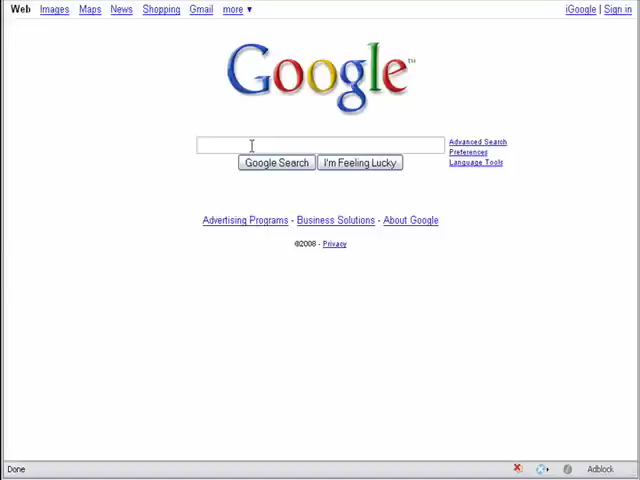 Web Images Maps News Shopping Gmail more ▼ iGoogle | Sign in
Google™
Advanced Search
Preferences
Language Tools
Google Search I'm Feeling Lucky
Advertising Programs - Business Solutions - About Google
©2008 - Privacy
Done Adblock